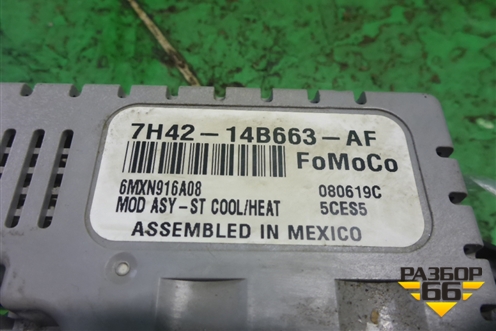 7H42-14B663-AF
FoMoCo
6MXN916A08 080619C
MOD ASY-ST COOL/HEAT 5CES5
ASSEMBLED IN MEXICO
РАЗБОР
66